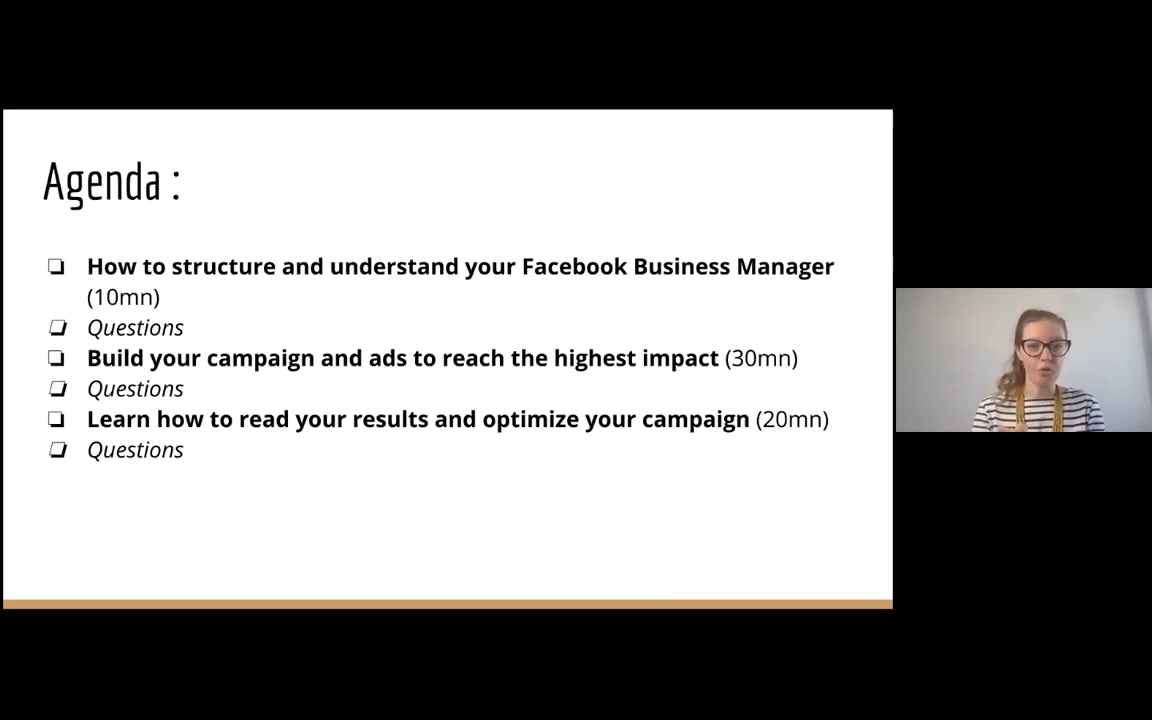 Agenda :
❏ How to structure and understand your Facebook Business Manager
(10mn)
❏ Questions
❏ Build your campaign and ads to reach the highest impact (30mn)
❏ Questions
❏ Learn how to read your results and optimize your campaign (20mn)
❏ Questions